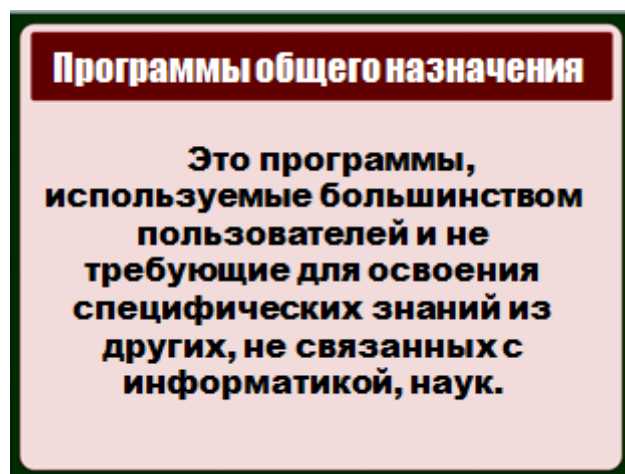 Программы общего назначения
Это программы,
используемые большинством
пользователей и не
требующие для освоения
специфических знаний из
других, не связанных с
информатикой, наук.